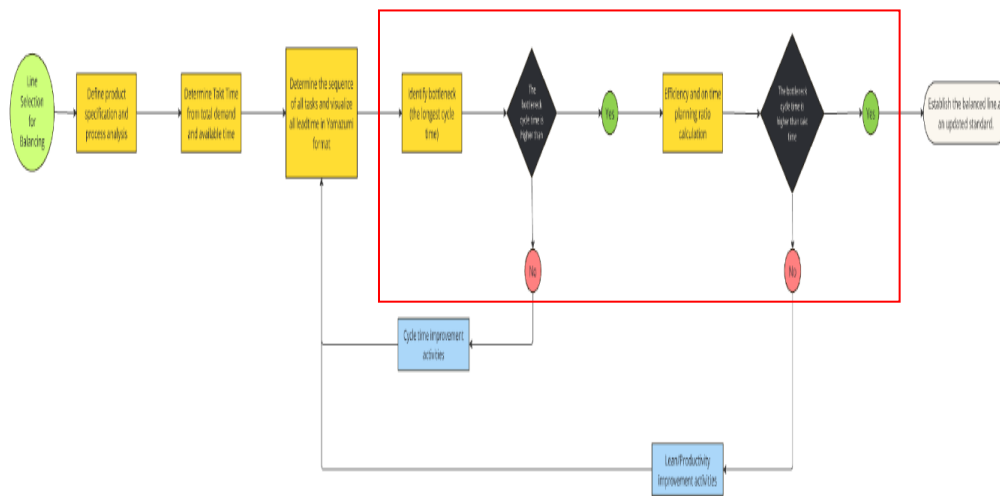 Line
Selection
for
Balancing
Define product
specification and
process analysis
Determine Takt Time
from total demand
and available time
Determine the sequence
of all tasks and visualize
all leadtime in Yamazumi
format
Identify bottleneck
(the longest cycle
time)
The
bottleneck
cycle time is
higher than
Yes
No
Efficiency and on time
planning ratio
calculation
The bottleneck
cycle time is
higher than takt
time
Yes
No
Establish the balanced line a
an updated standard.
Cycle time improvement
activities
Lean/Productivity
improvement activities